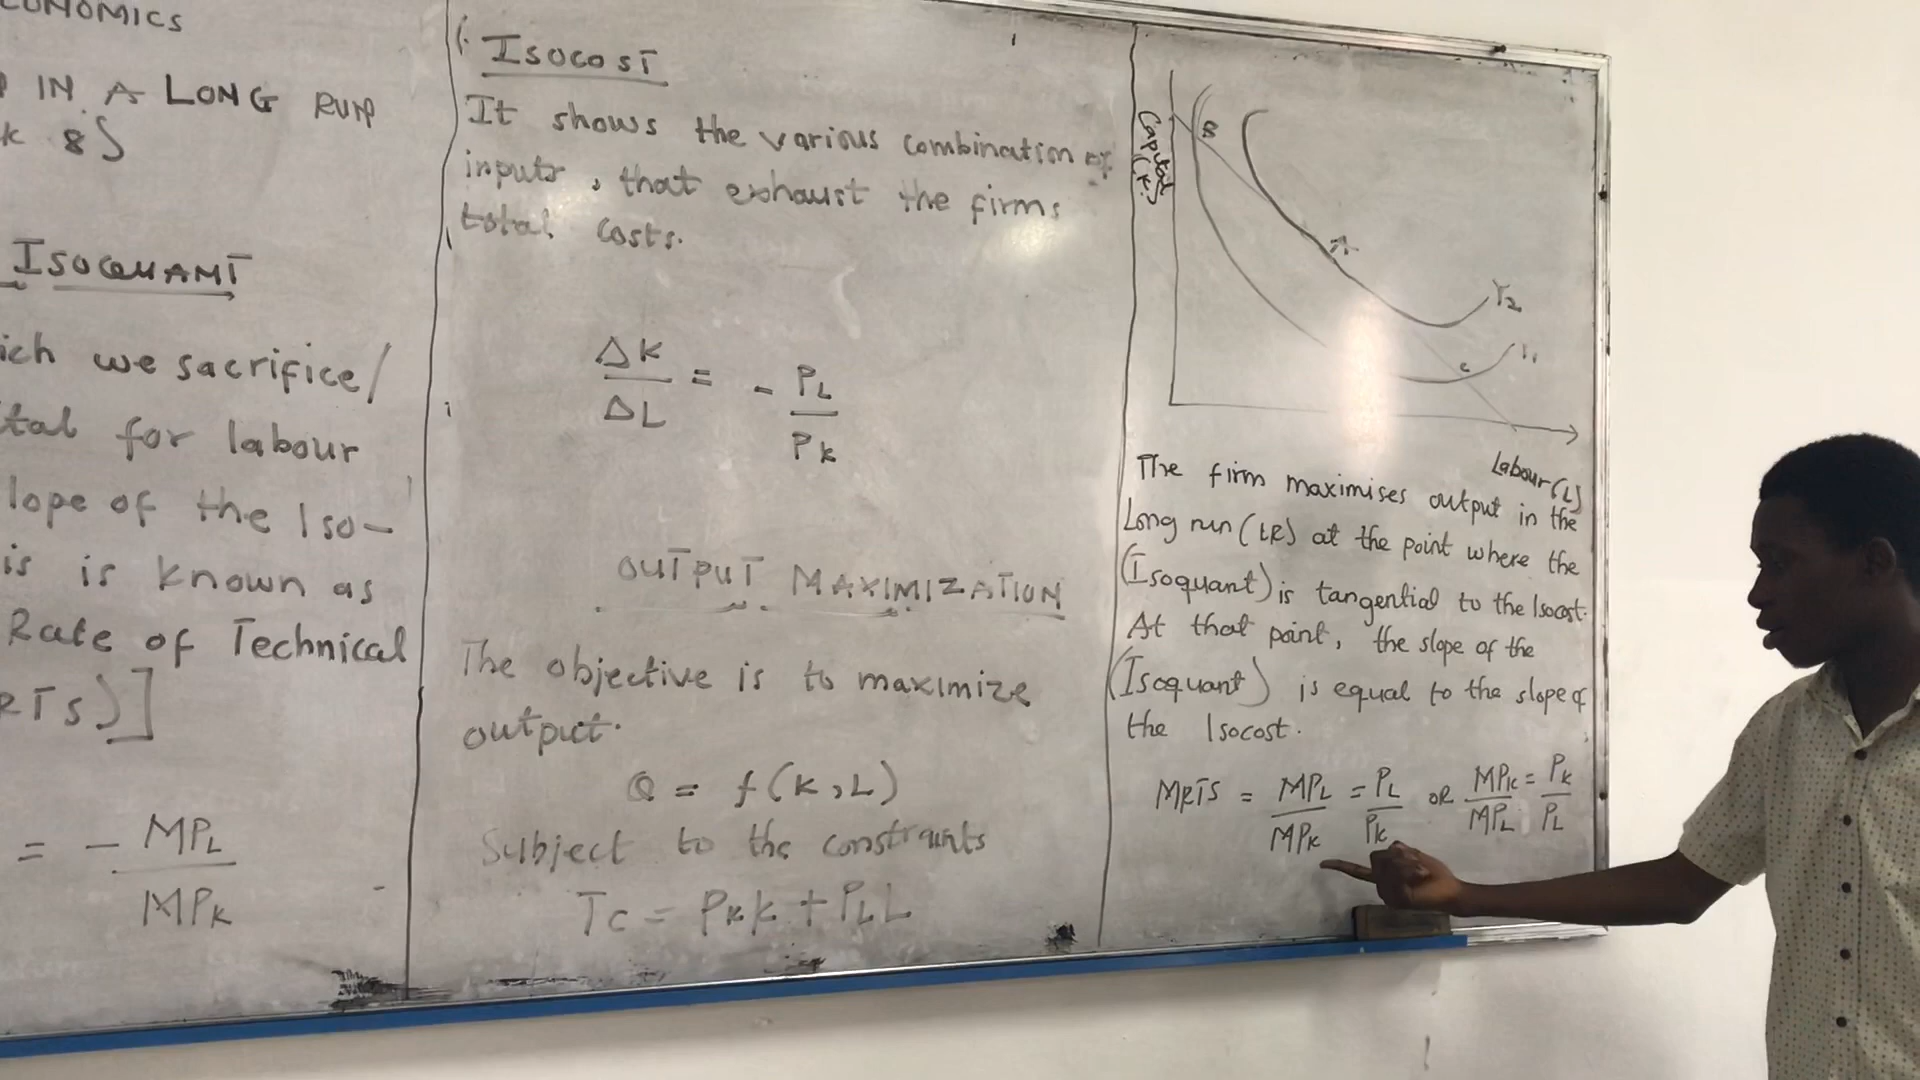 ECONOMICS
IN A LONG RUN
K 8)
ISOQUANT
ich we sacrifice/
tal for labour
lope of the Iso-
is is known as
Rate of Technical
RTS)]
= - MPL
MPK
ISOCOST
It shows the various combination of
inputs, that exhaust the firms
total costs.
ΔK
ΔL
= - PL
PK
OUTPUT MAXIMIZATION
The objective is to maximize
output.
Q = f(K,L)
Subject to the constraints
TC = PKK + PLL
Capital
(K)
B
A
Y2
C
Labour(L)
The firm maximises output in the
Long run (LR) at the point where the
(Isoquant) is tangential to the Isocost.
At that point, the slope of the
(Isoquant) is equal to the slope of
the Isocost.
MRTS = MPL/MPK = PL/PK OR MPK/MPL = PK/PL